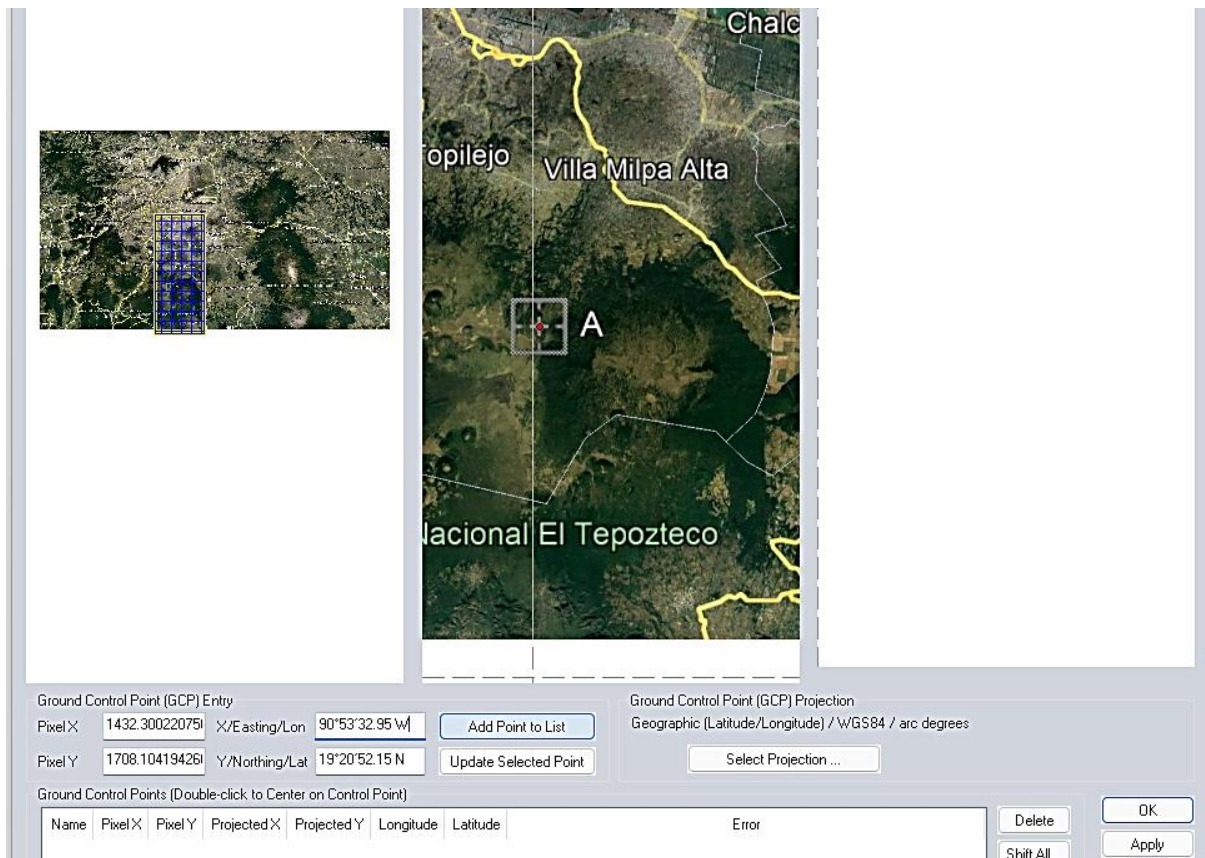 Chalc
Topilejo
Villa Milpa Alta
A
Nacional El Tepozteco
Ground Control Point (GCP) Entry
Pixel X 1432.300220750 X/Easting/Lon 90°53'32.95 W Add Point to List
Pixel Y 1708.104194260 Y/Northing/Lat 19°20'52.15 N Update Selected Point
Ground Control Point (GCP) Projection
Geographic (Latitude/Longitude) / WGS84 / arc degrees
Select Projection ...
Ground Control Points (Double-click to Center on Control Point)
Name Pixel X Pixel Y Projected X Projected Y Longitude Latitude Error
Delete
Shift All...
OK
Apply